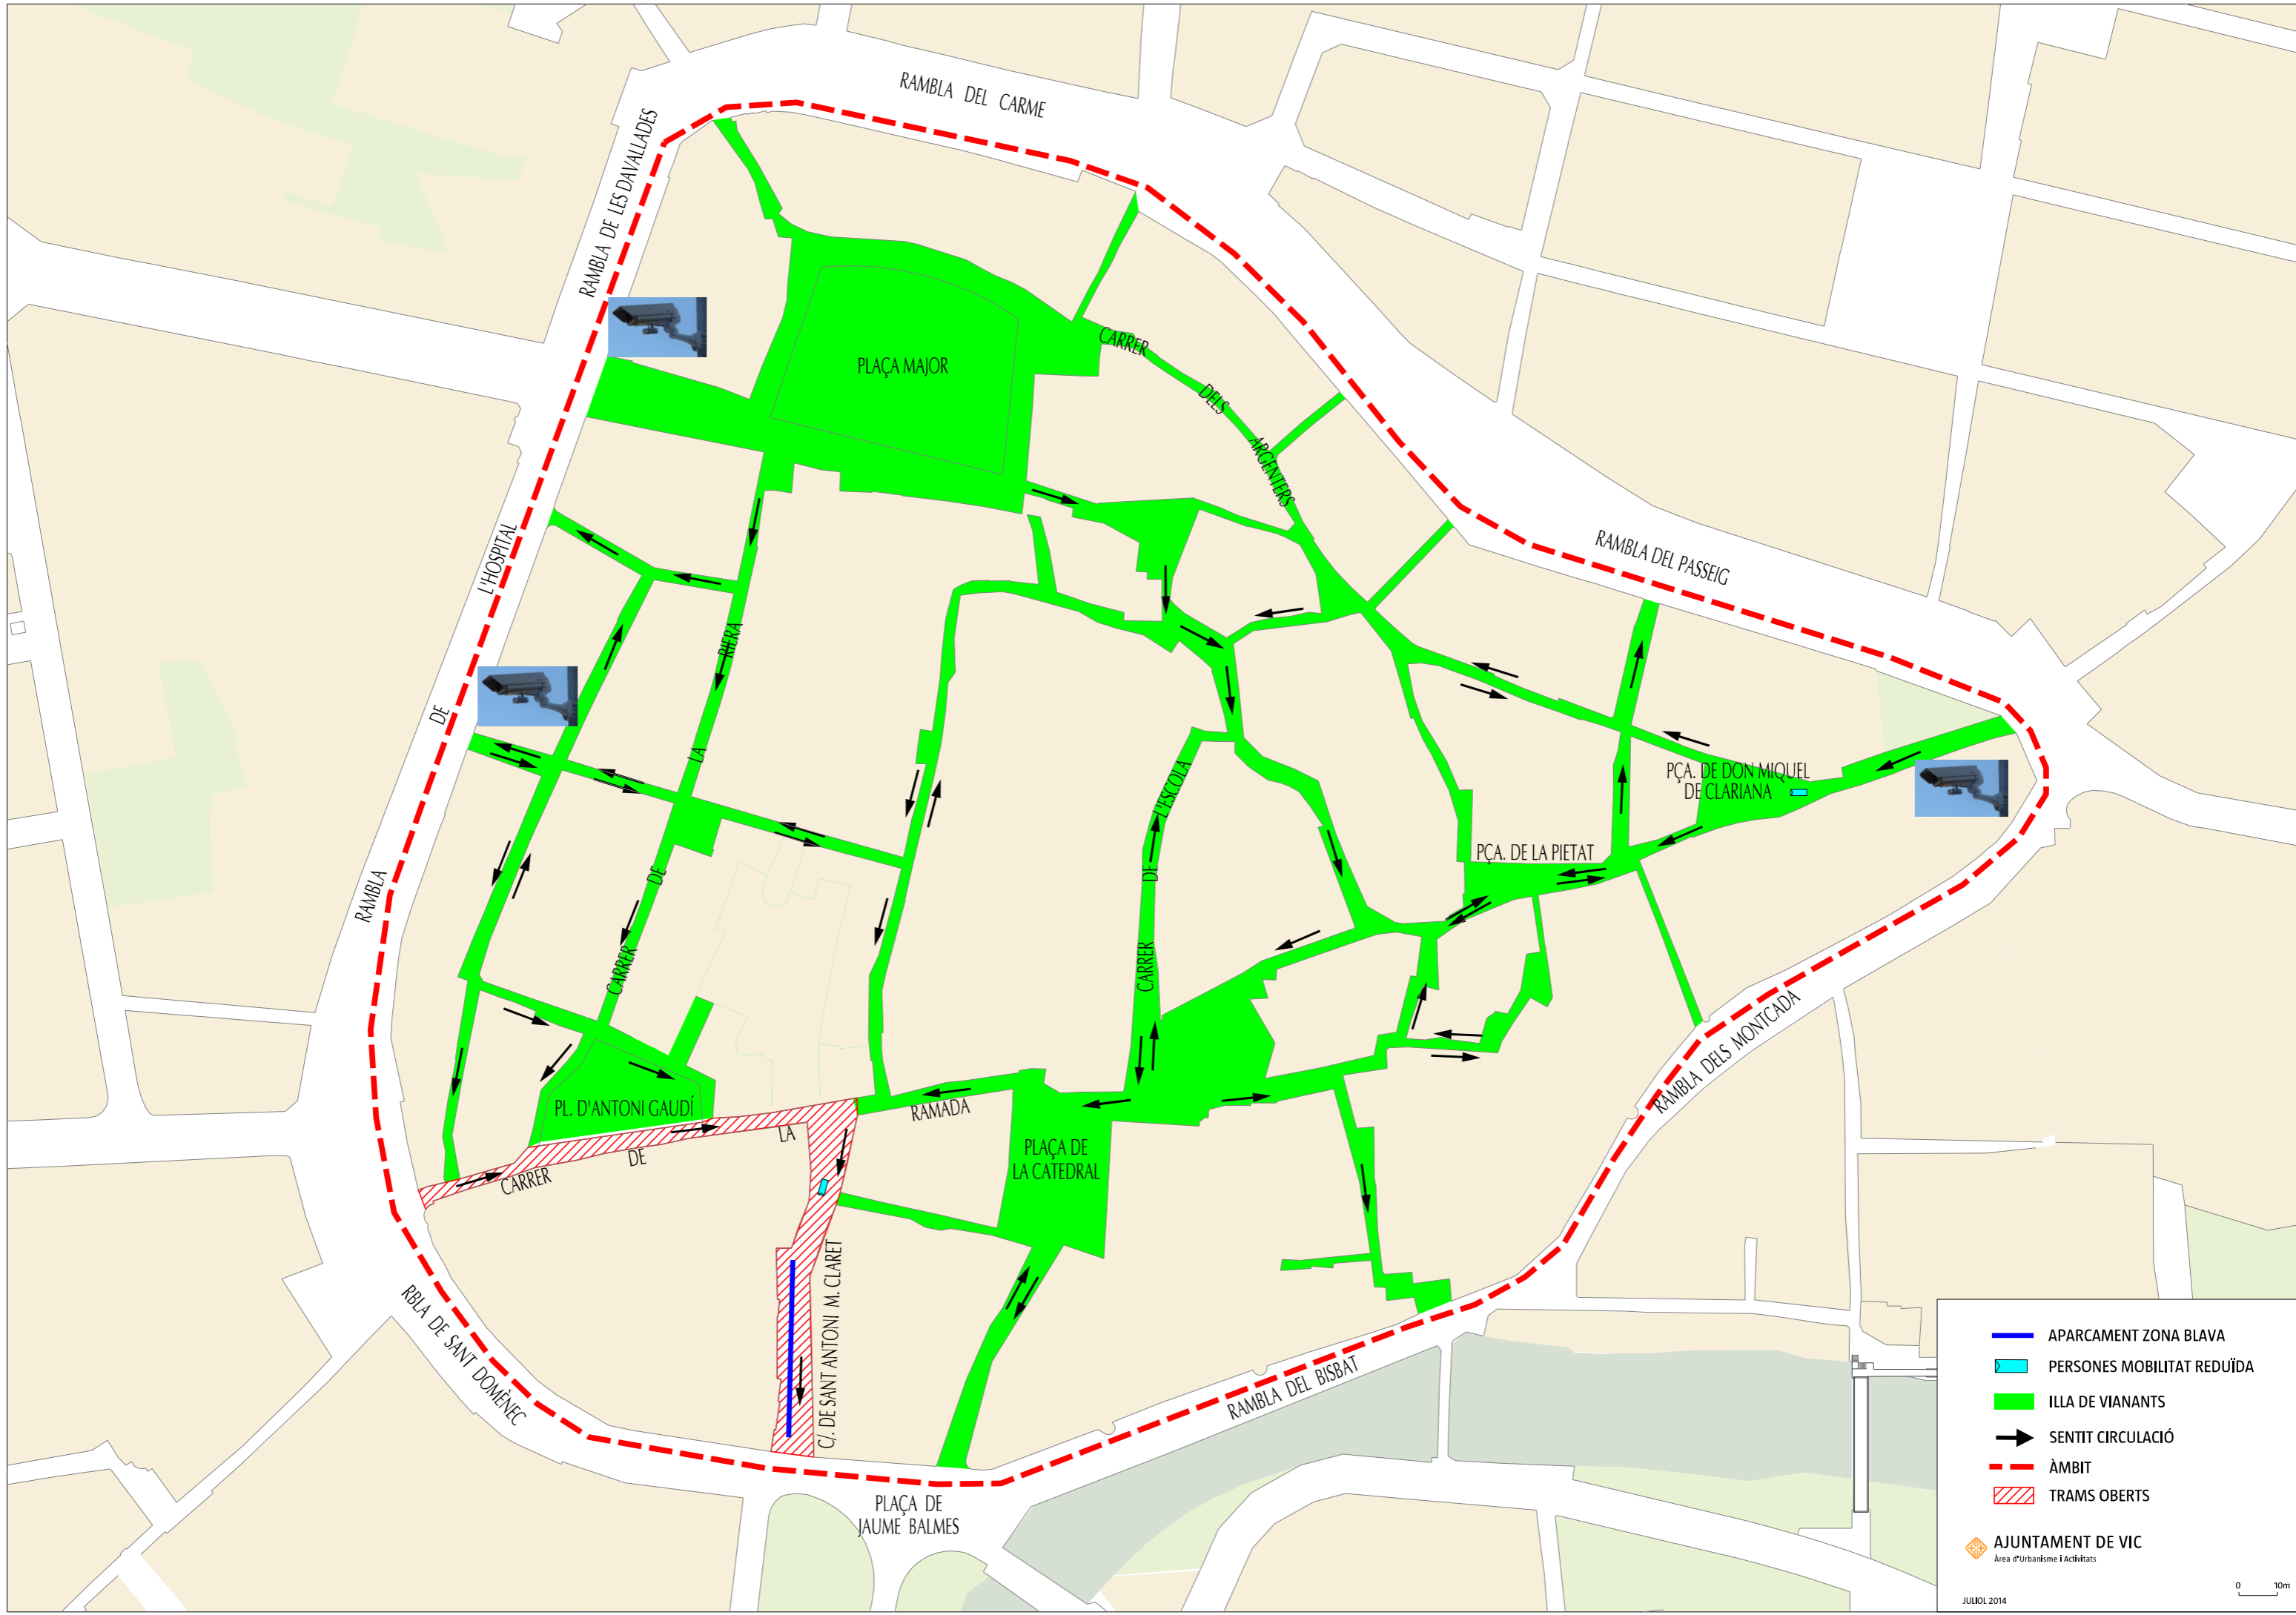 RAMBLA DEL CARME
RAMBLA DE LES DAVALLADES
PLAÇA MAJOR
CARRER DELS ARGENTERS
RAMBLA DEL PASSEIG
RAMBLA DE L'HOSPITAL
CARRER DE LA RIERA
CARRER DE L'ESCOLA
PÇA. DE DON MIQUEL
DE CLARIANA
PÇA. DE LA PIETAT
RAMBLA DELS MONTCADA
PL. D'ANTONI GAUDÍ
CARRER DE LA RAMADA
PLAÇA DE
LA CATEDRAL
C/. DE SANT ANTONI M. CLARET
RBLA DE SANT DOMÈNEC
RAMBLA DEL BISBAT
PLAÇA DE
JAUME BALMES
APARCAMENT ZONA BLAVA
PERSONES MOBILITAT REDUÏDA
ILLA DE VIANANTS
SENTIT CIRCULACIÓ
ÀMBIT
TRAMS OBERTS
AJUNTAMENT DE VIC
Àrea d'Urbanisme i Activitats
0 10m
JULIOL 2014